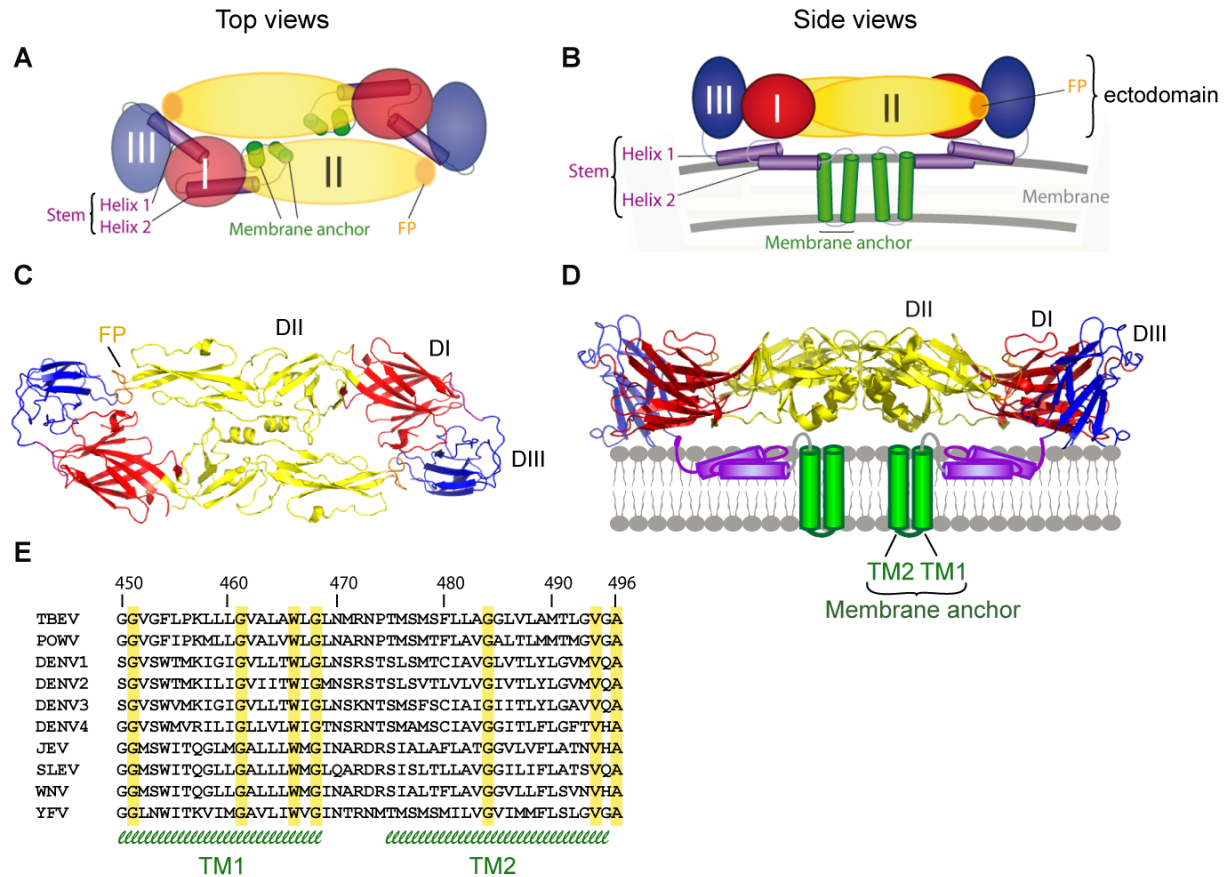 Top views
Side views
A
III
I
II
Stem
Helix 1
Helix 2
Membrane anchor
FP
B
III
I
II
FP
ectodomain
Stem
Helix 1
Helix 2
Membrane
Membrane anchor
C
FP
DII
DI
DIII
D
DII
DI
DIII
TM2 TM1
Membrane anchor
E
450 460 470 480 490 496
TBEV GGVGFLPKLLLGVALAWLGLNMRNPTMSMSFLLAGGLVLAMTLGVGA
POWV GGVGFIPKMLLGVALVWLGLNARNPTMSMTFLAVGALTLMMTMGVGA
DENV1 SGVSWTMKIGIGVLLTWLGLNSRSTSLSMTCIAVGLVTLYLGVMVQA
DENV2 SGVSWTMKILIGVIITWIGMNSRSTSLSVTLVLVGIVTLYLGVMVQA
DENV3 SGVSWVMKIGIGVLLTWIGLNSKNTSMSFSCIAIGIITLYLGAVVQA
DENV4 GGVSWMVRILIGLLVLWIGTNSRNTSMAMSCIAVGGITLFLGFTVHA
JEV GGMSWITQGLMGALLLWMGINARDRSIALAFLATGGVLVFLATNVHA
SLEV GGMSWITQGLLGALLLWMGLQARDRSISLTLLAVGGILIFLATSVQA
WNV GGMSWITQGLLGALLLWMGINARDRSIALTFLAVGGVLLFLSVNVHA
YFV GGLNWITKVIMGAVLIWVGINTRNMTMSMSMILVGVIMMFLSLGVGA
TM1
TM2